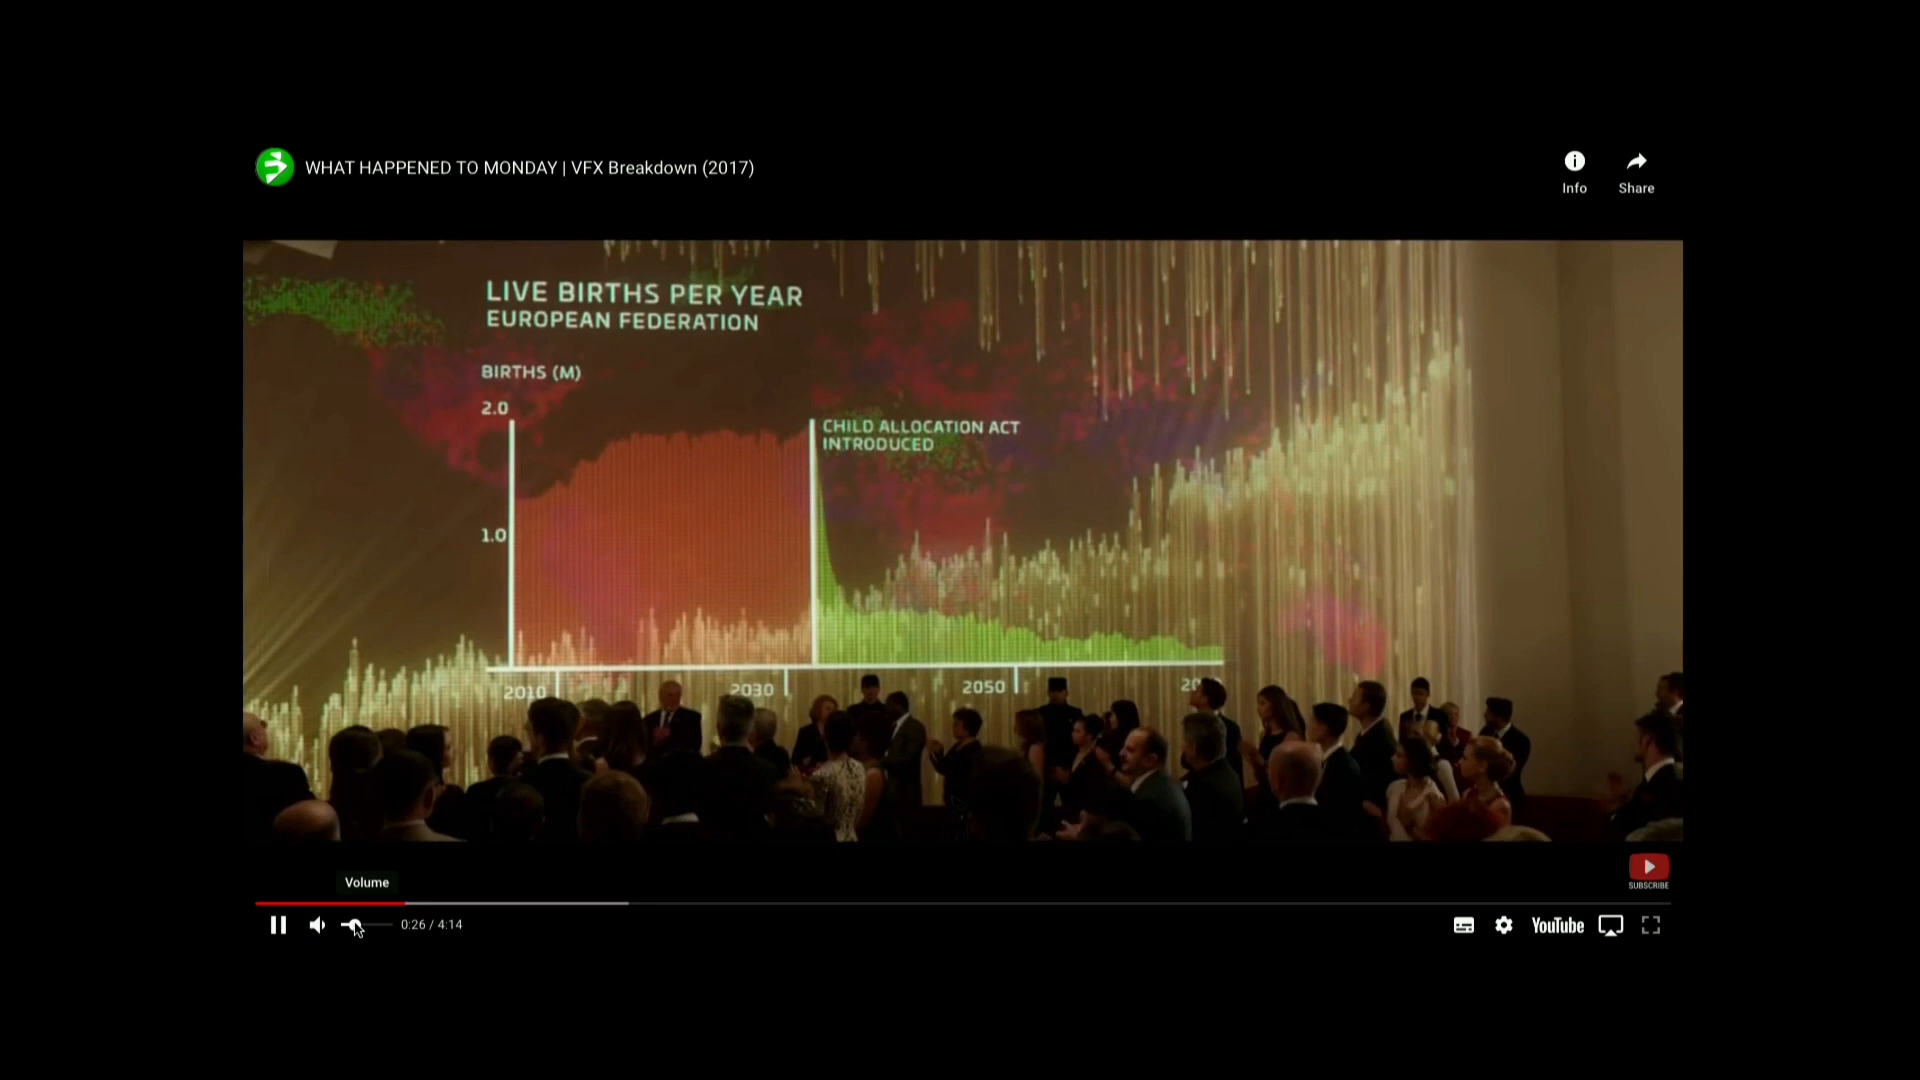 WHAT HAPPENED TO MONDAY | VFX Breakdown (2017)
Info
Share
LIVE BIRTHS PER YEAR
EUROPEAN FEDERATION
BIRTHS (M)
2.0
CHILD ALLOCATION ACT
INTRODUCED
1.0
2010
2030
2050
Volume
SUBSCRIBE
0:26 / 4:14
YouTube